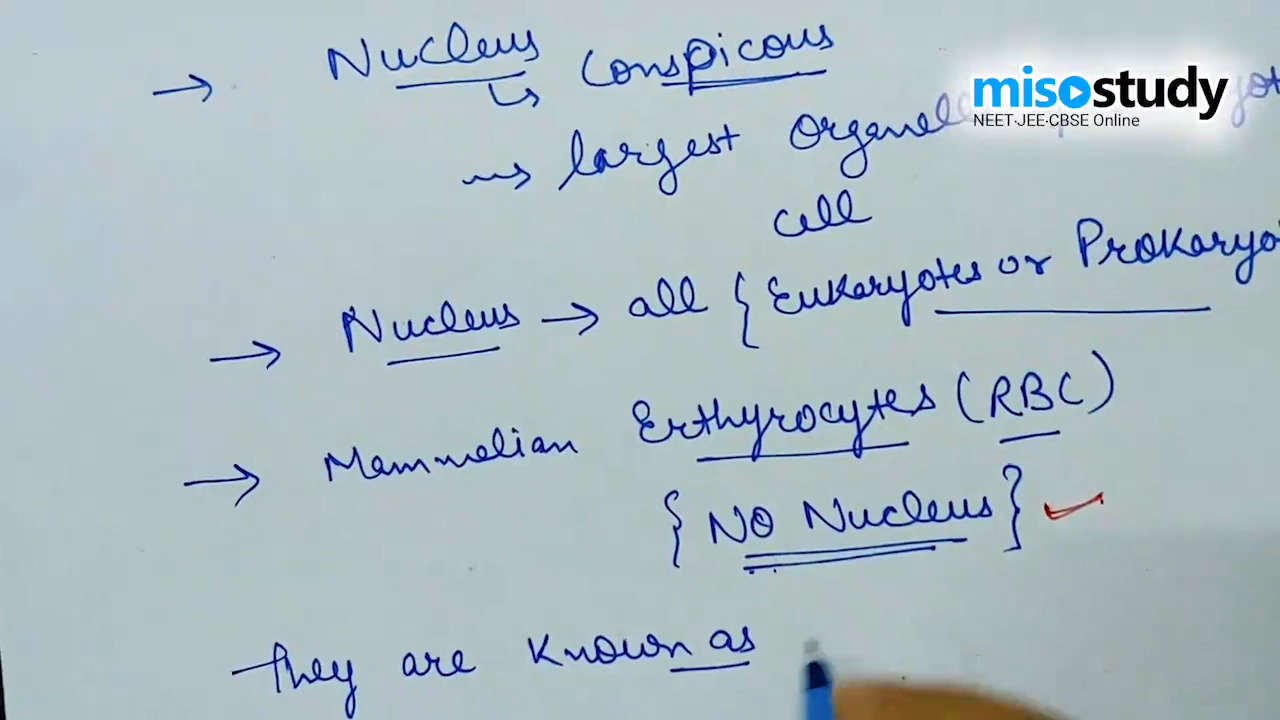 → Nucleus
↳ Conspicous
misostudy
NEET·JEE·CBSE Online
⇝ largest Organell
cell
→ Nucleus → all { Eukaryotes or Prokaryo
→ Mammalian Erthyrocytes (RBC)
{ NO Nucleus } ✓
They are known as